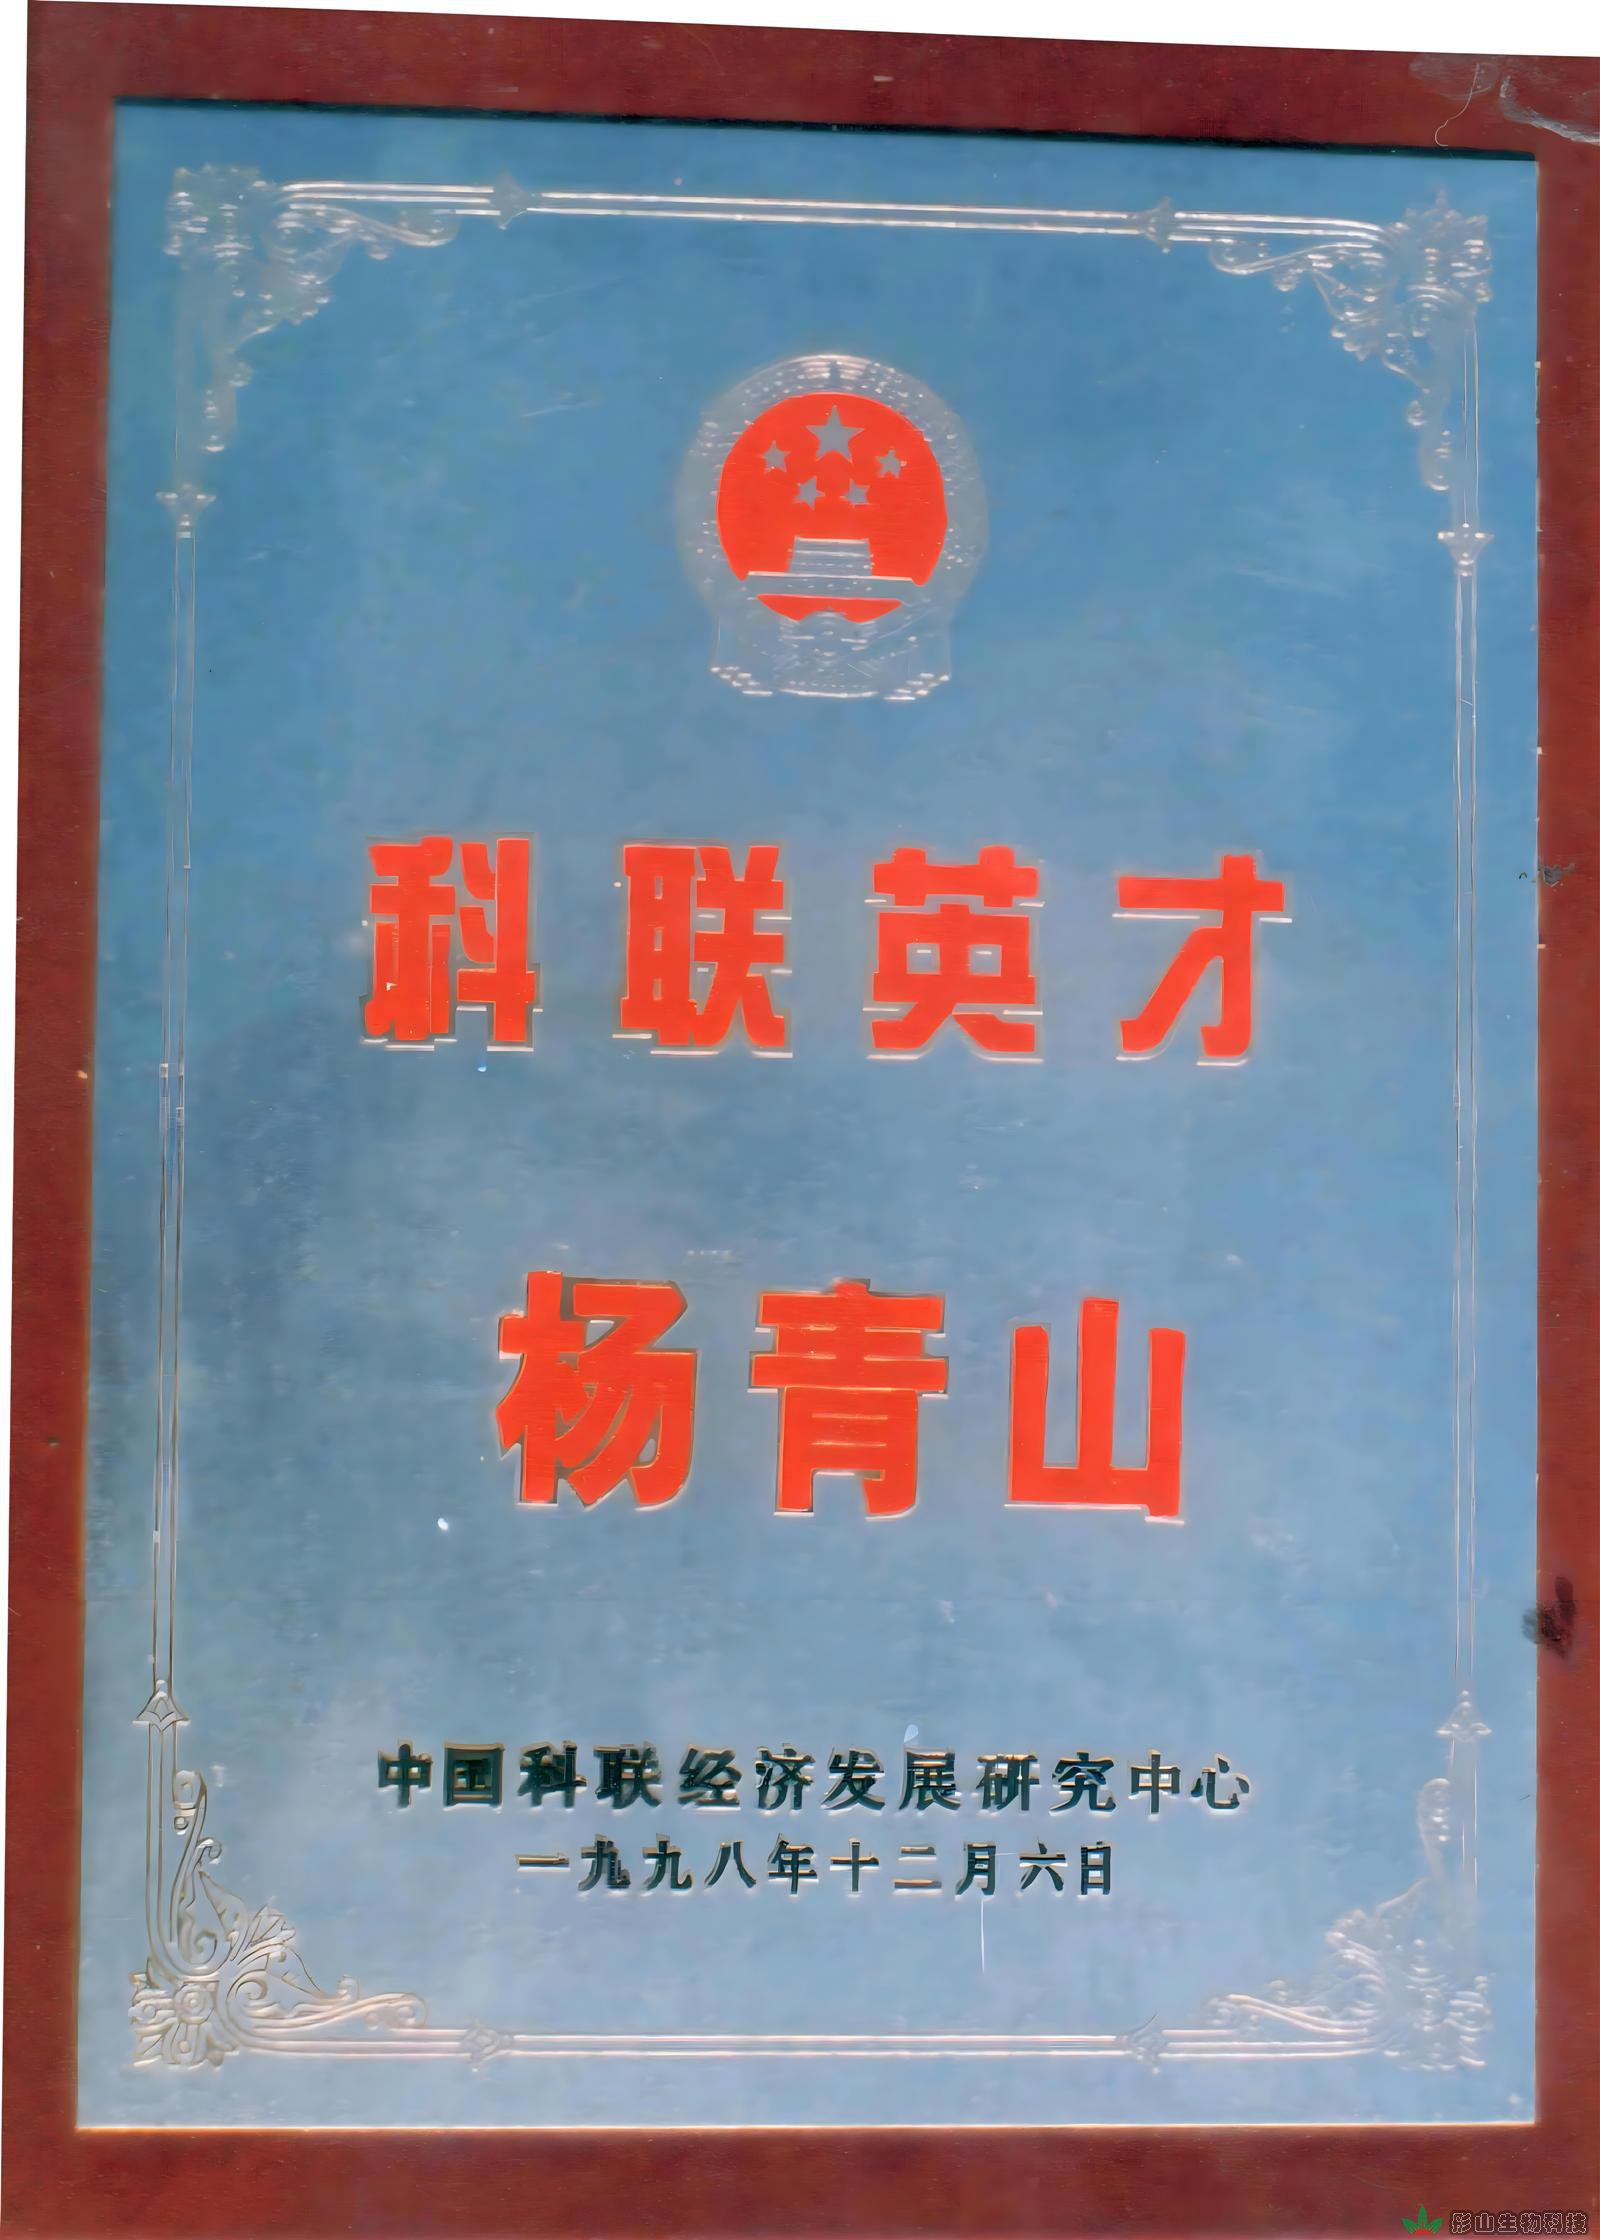 科联英才
杨青山
中国科联经济发展研究中心
一九九八年十二月六日
彤山生物科技